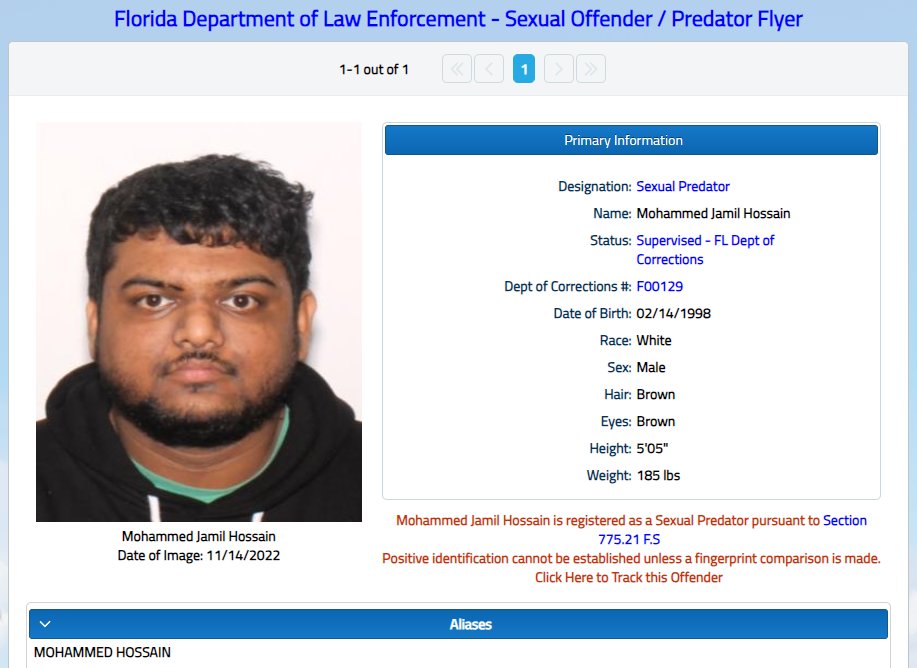 Florida Department of Law Enforcement - Sexual Offender / Predator Flyer
1-1 out of 1
1
Primary Information
Designation: Sexual Predator
Name: Mohammed Jamil Hossain
Status: Supervised - FL Dept of
Corrections
Dept of Corrections #: F00129
Date of Birth: 02/14/1998
Race: White
Sex: Male
Hair: Brown
Eyes: Brown
Height: 5'05"
Weight: 185 lbs
Mohammed Jamil Hossain
Date of Image: 11/14/2022
Mohammed Jamil Hossain is registered as a Sexual Predator pursuant to Section
775.21 F.S
Positive identification cannot be established unless a fingerprint comparison is made.
Click Here to Track this Offender
Aliases
MOHAMMED HOSSAIN